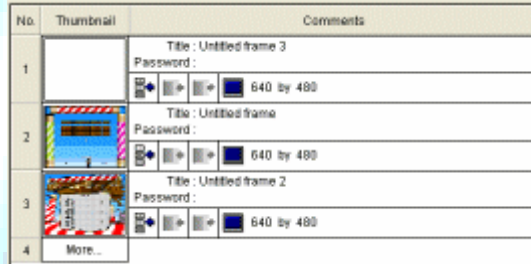 No. Thumbnail Comments
1
Title : Untitled frame 3
Password :
640 by 480
2
Title : Untitled frame
Password :
640 by 480
3
Title : Untitled frame 2
Password :
640 by 480
4 More...